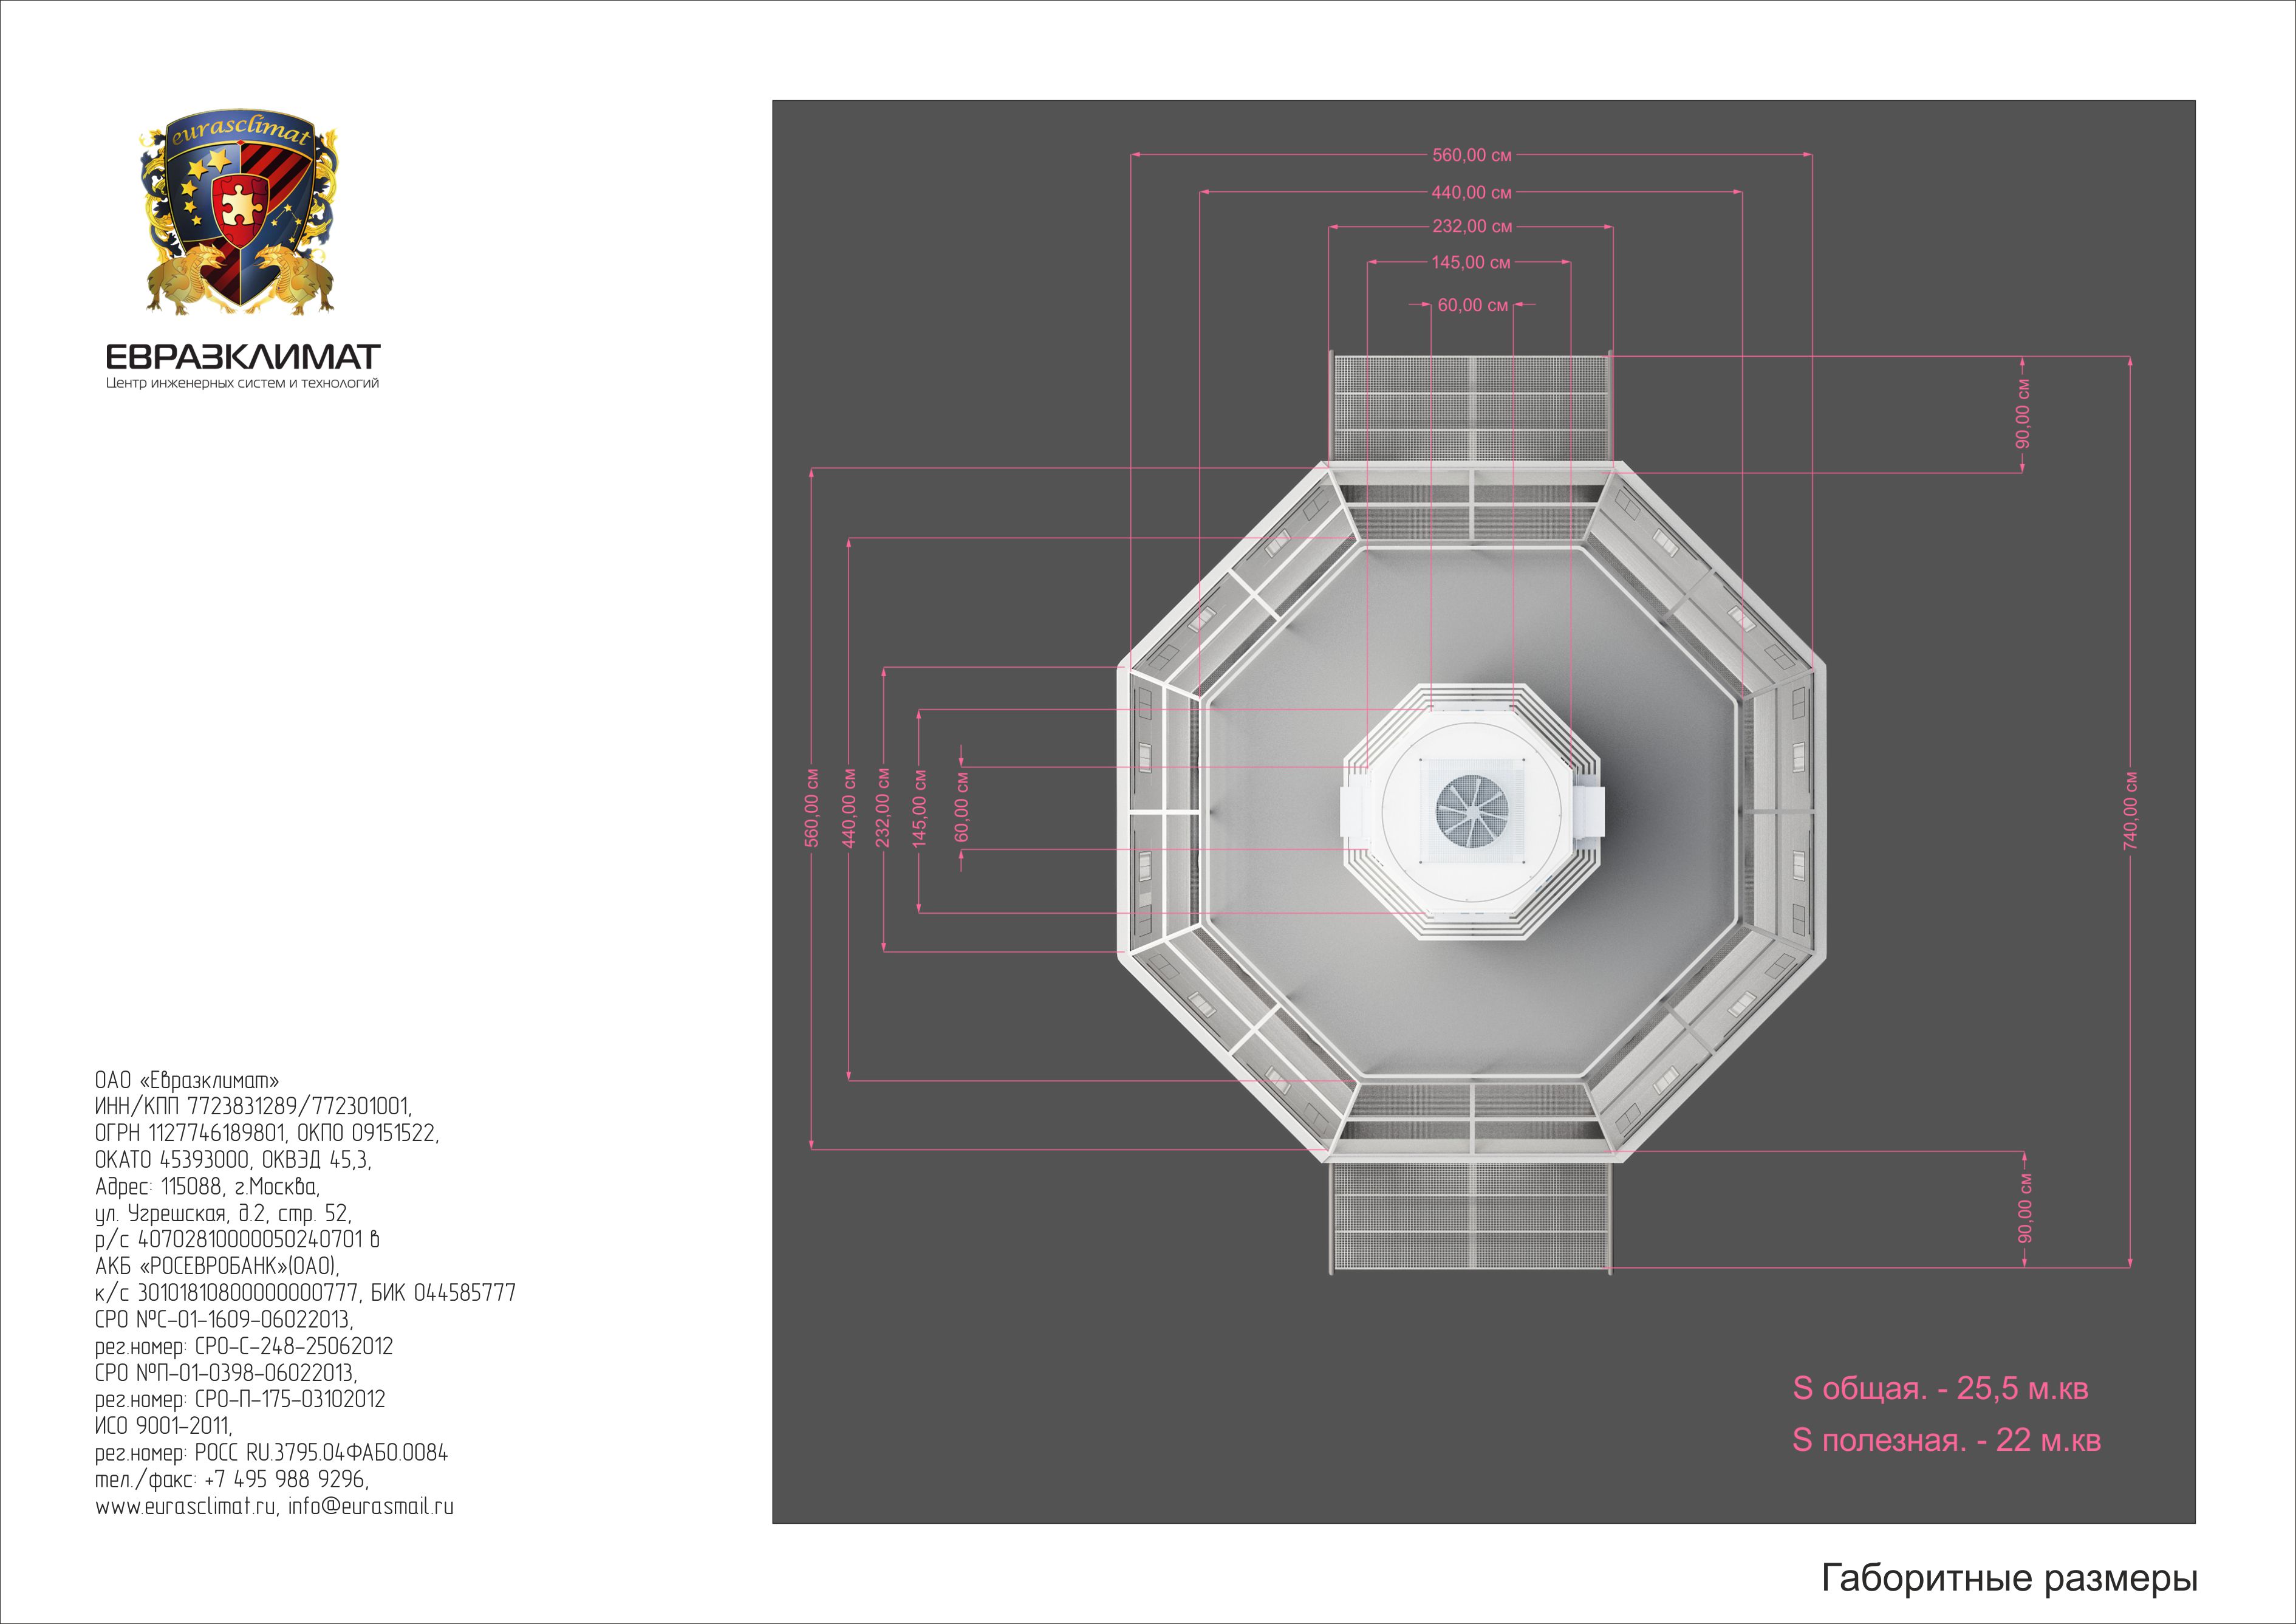 eurasclimat
ЕВРАЗКЛИМАТ
Центр инженерных систем и технологий
560,00 см
440,00 см
232,00 см
145,00 см
60,00 см
90,00 см
560,00 см
440,00 см
232,00 см
145,00 см
60,00 см
740,00 см
90,00 см
ОАО «Евразклимат»
ИНН/КПП 7723831289/772301001,
ОГРН 1127746189801, ОКПО 09151522,
ОКАТО 45393000, ОКВЭД 45,3,
Адрес: 115088, г.Москва,
ул. Угрешская, д.2, стр. 52,
р/с 40702810000050240701 в
АКБ «РОСЕВРОБАНК»(ОАО),
к/с 30101810800000000777, БИК 044585777
СРО №С-01-1609-06022013,
рег.номер: СРО-С-248-25062012
СРО №П-01-0398-06022013,
рег.номер: СРО-П-175-03102012
ИСО 9001-2011,
рег.номер: РОСС RU.3795.04ФАБ0.0084
тел./факс: +7 495 988 9296,
www.eurasclimat.ru, info@eurasmail.ru
S общая. - 25,5 м.кв
S полезная. - 22 м.кв
Габоритные размеры